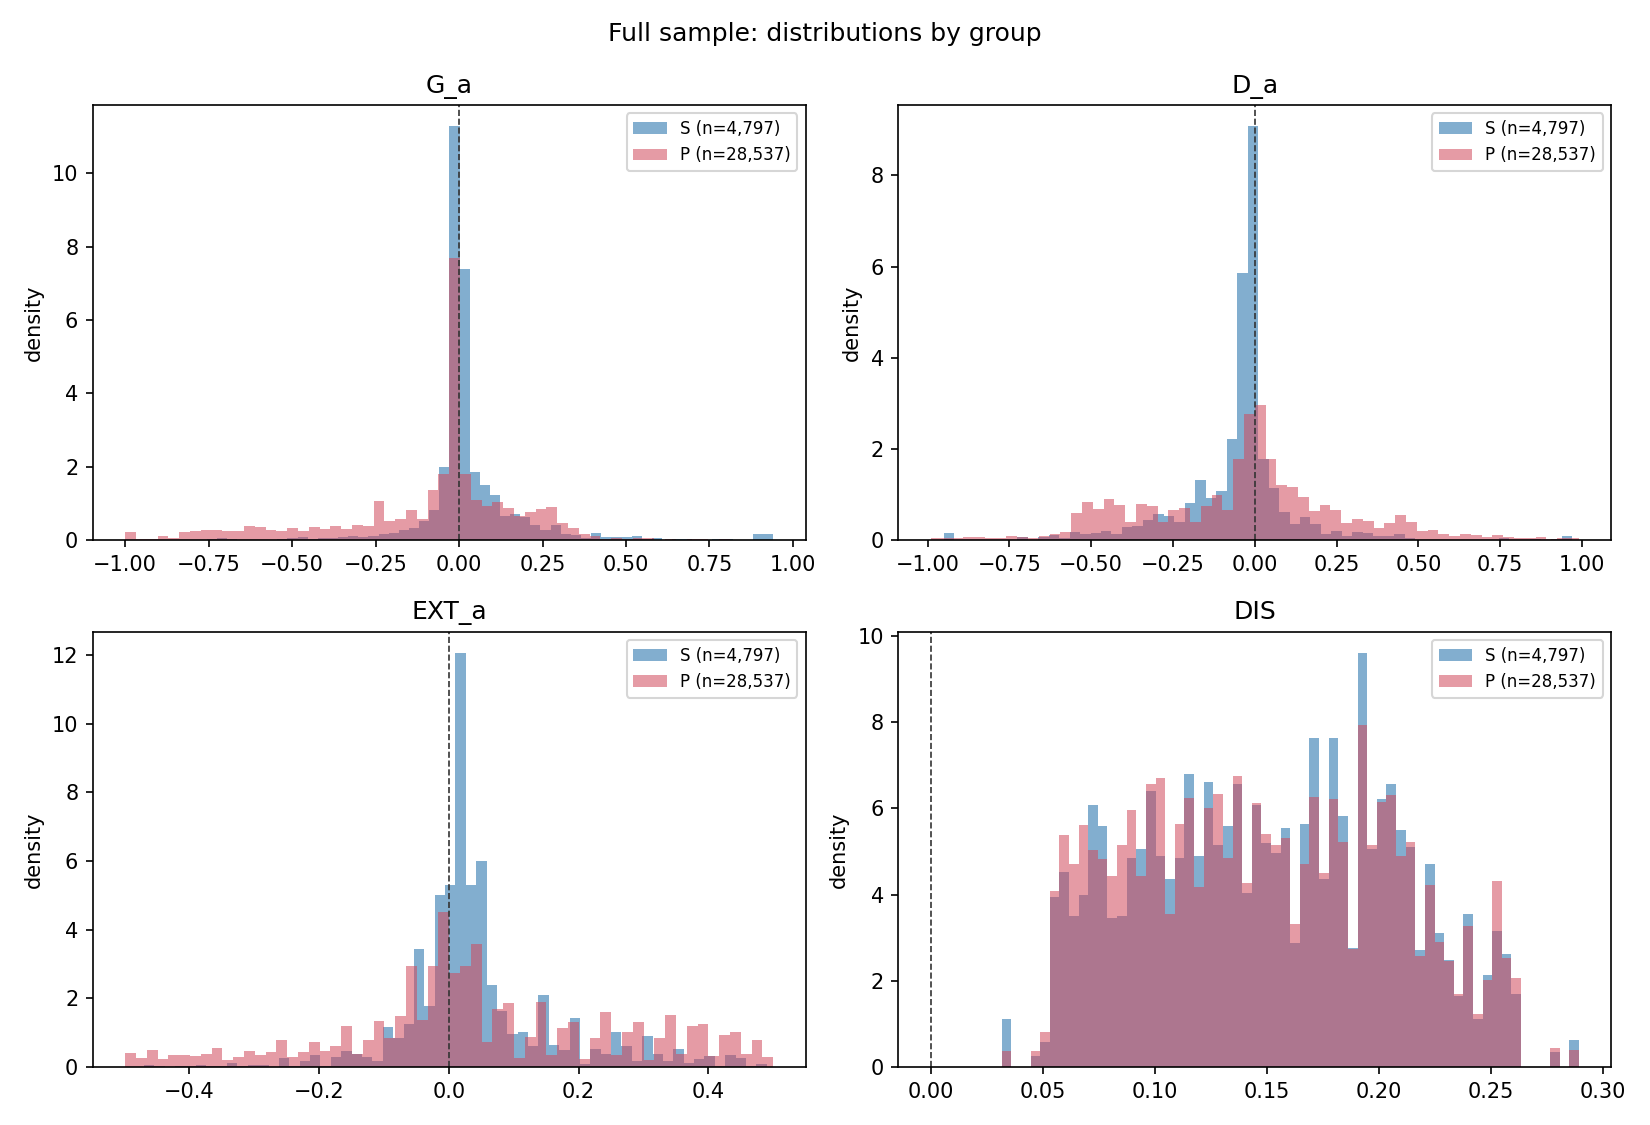 Full sample: distributions by group
G_a
density
0
2
4
6
8
10
−1.00 −0.75 −0.50 −0.25 0.00 0.25 0.50 0.75 1.00
S (n=4,797)
P (n=28,537)
D_a
density
0
2
4
6
8
−1.00 −0.75 −0.50 −0.25 0.00 0.25 0.50 0.75 1.00
S (n=4,797)
P (n=28,537)
EXT_a
density
0
2
4
6
8
10
12
−0.4 −0.2 0.0 0.2 0.4
S (n=4,797)
P (n=28,537)
DIS
density
0
2
4
6
8
10
0.00 0.05 0.10 0.15 0.20 0.25 0.30
S (n=4,797)
P (n=28,537)